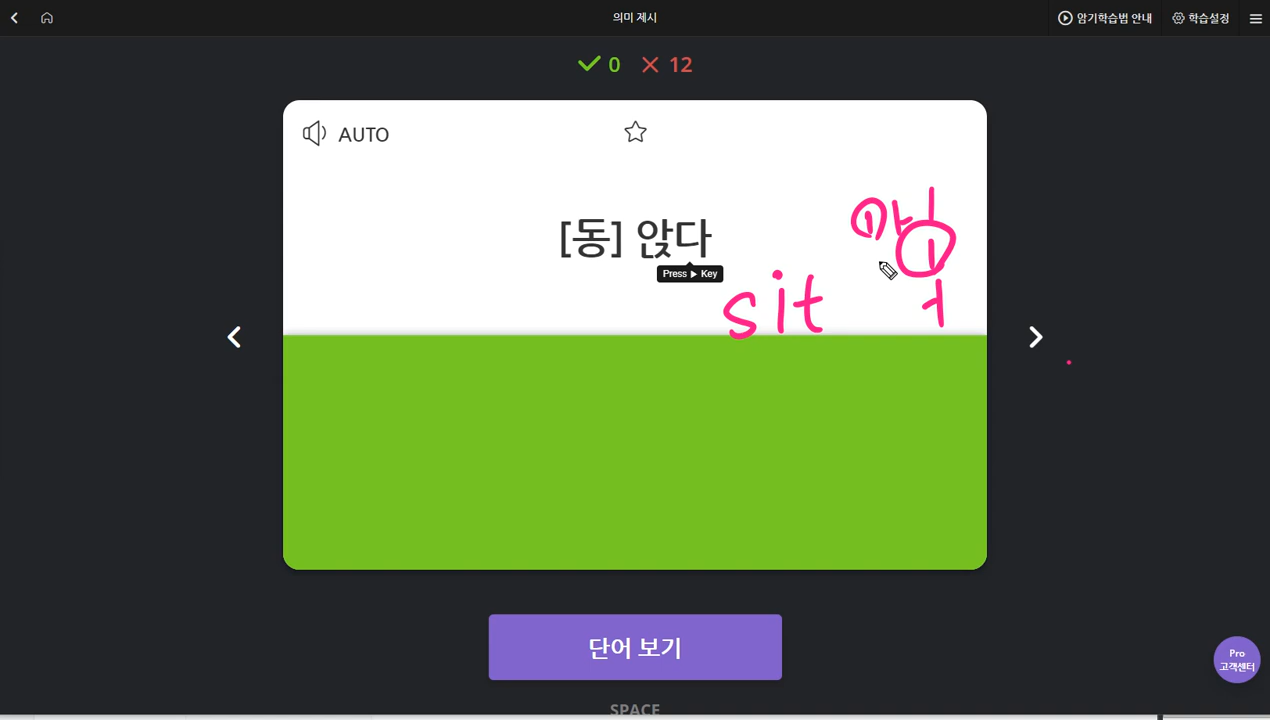 의미 제시
암기학습법 안내
학습설정
0 12
AUTO
[동] 앉다
Press ▶ Key
sit
단어 보기
SPACE
Pro
고객센터